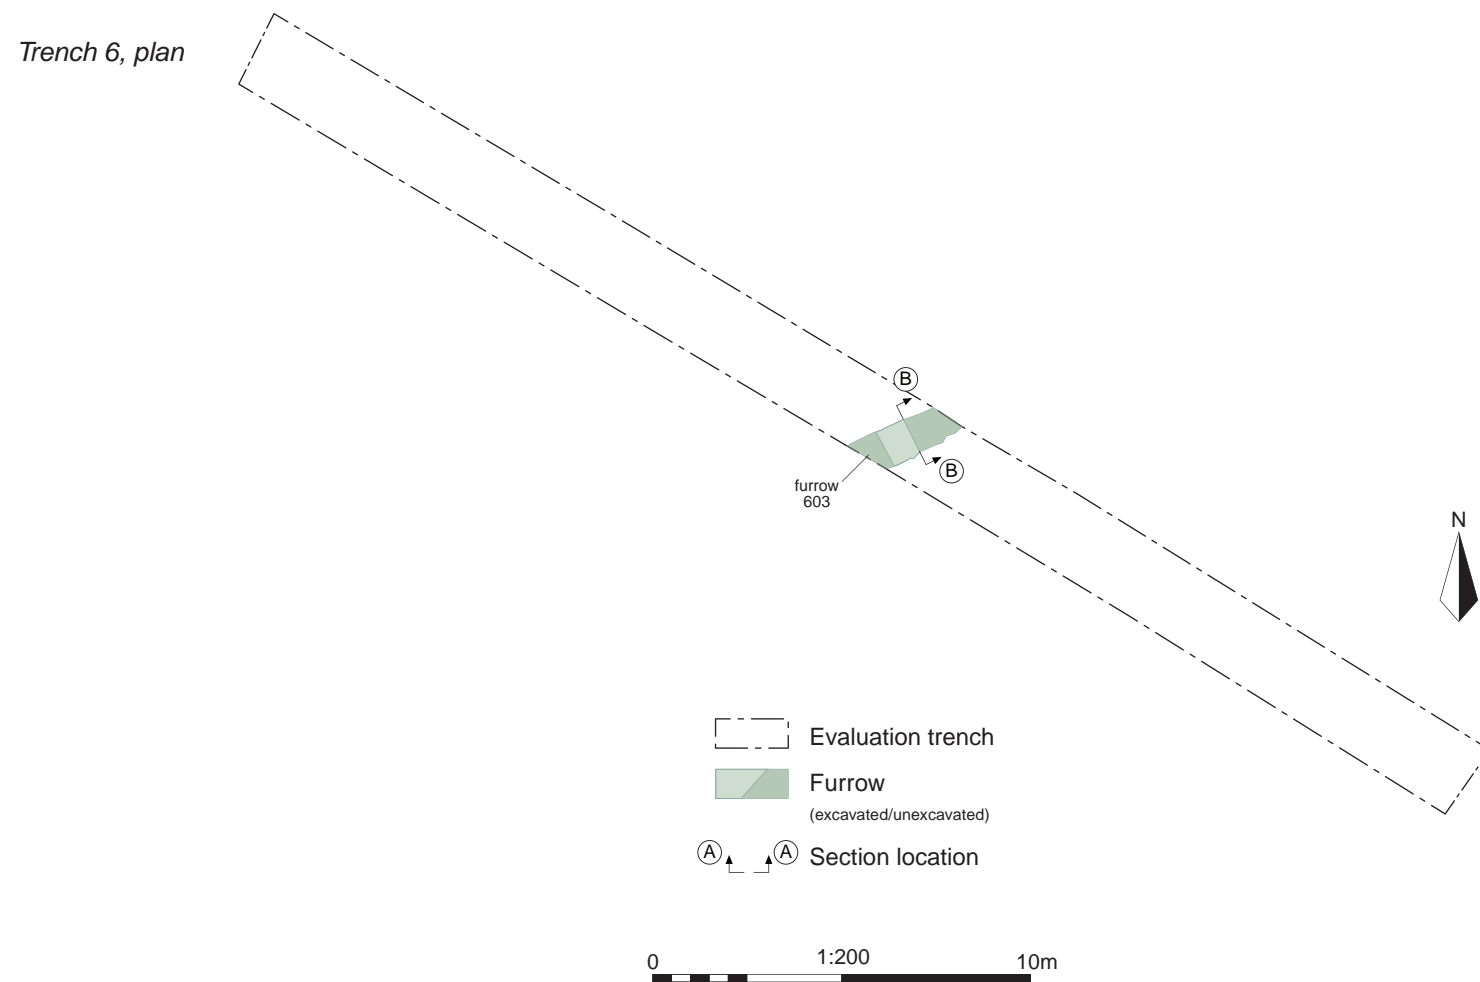 Trench 6, plan
B
B
furrow
603
N
Evaluation trench
Furrow
(excavated/unexcavated)
A A Section location
0 1:200 10m